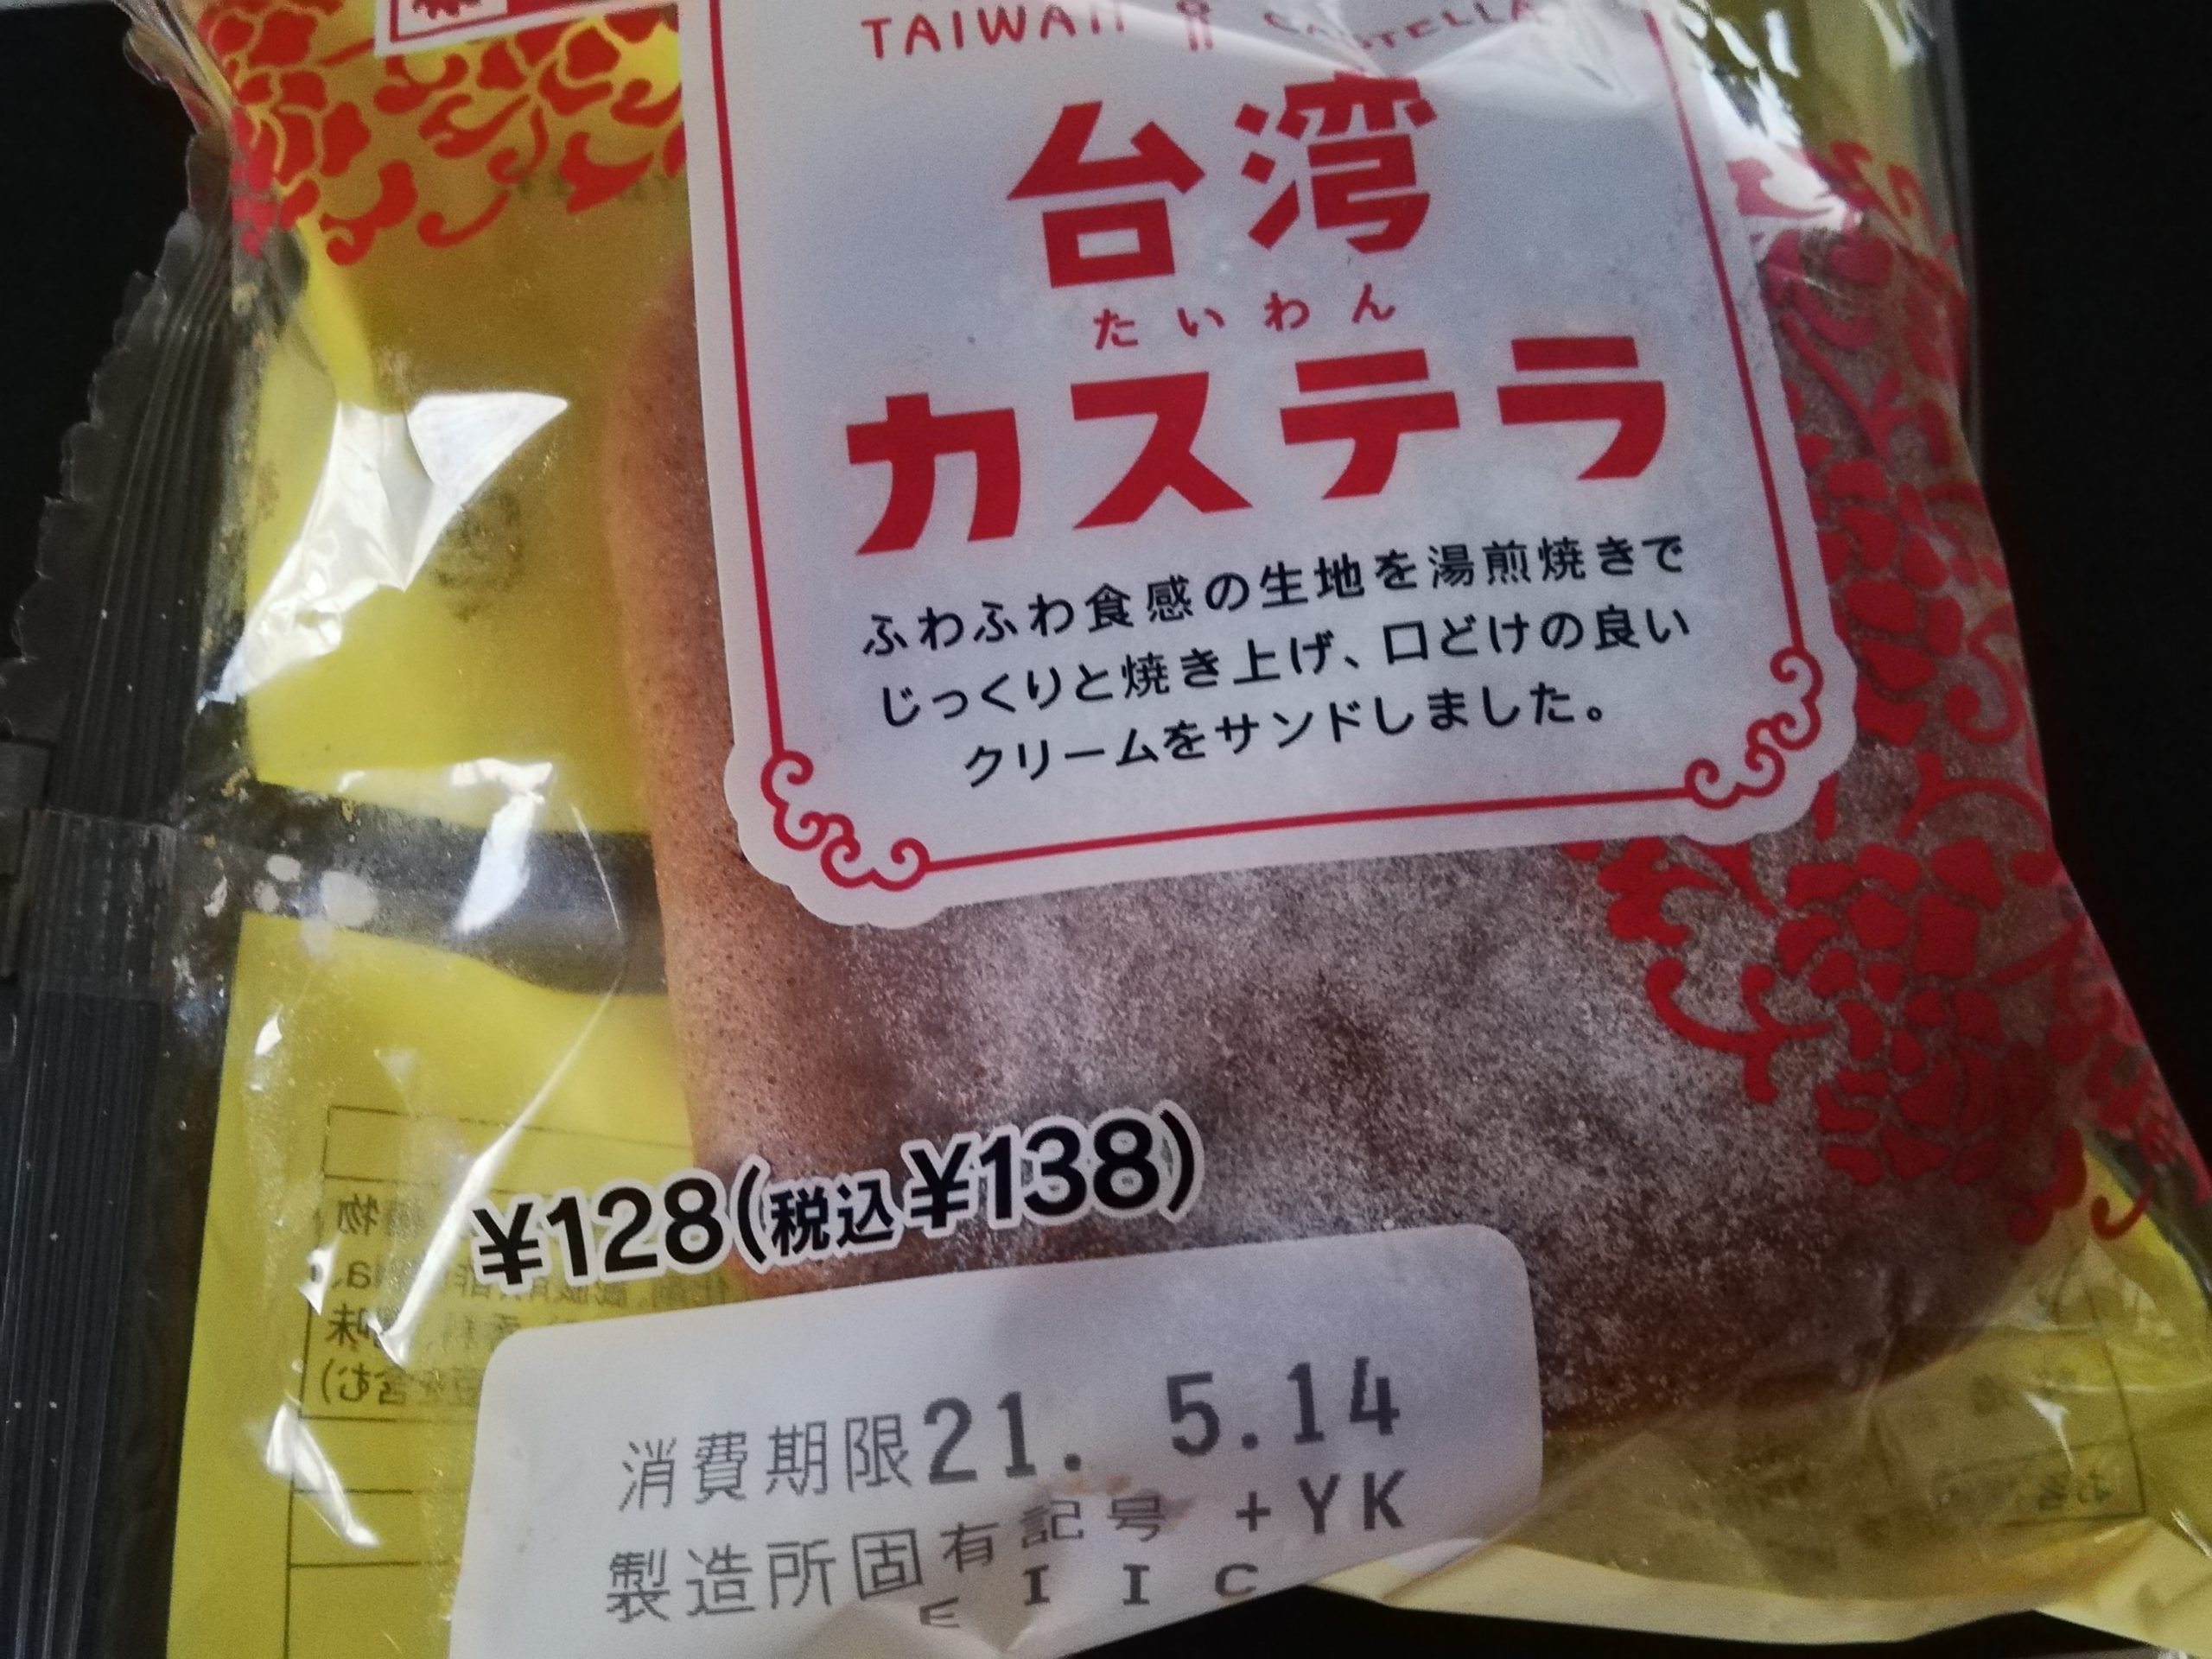 TAIWAN CASTELLA
台湾
たいわん
カステラ
ふわふわ食感の生地を湯煎焼きで
じっくりと焼き上げ、口どけの良い
クリームをサンドしました。
¥128(税込¥138)
消費期限21. 5.14
製造所固有記号 +YK
E I I C